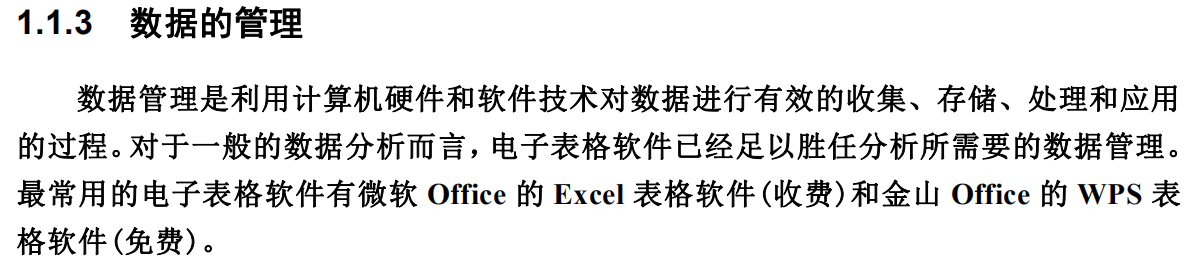 1.1.3 数据的管理
数据管理是利用计算机硬件和软件技术对数据进行有效的收集、存储、处理和应用
的过程。对于一般的数据分析而言，电子表格软件已经足以胜任分析所需要的数据管理。
最常用的电子表格软件有微软 Office 的 Excel 表格软件(收费)和金山 Office 的 WPS 表
格软件(免费)。